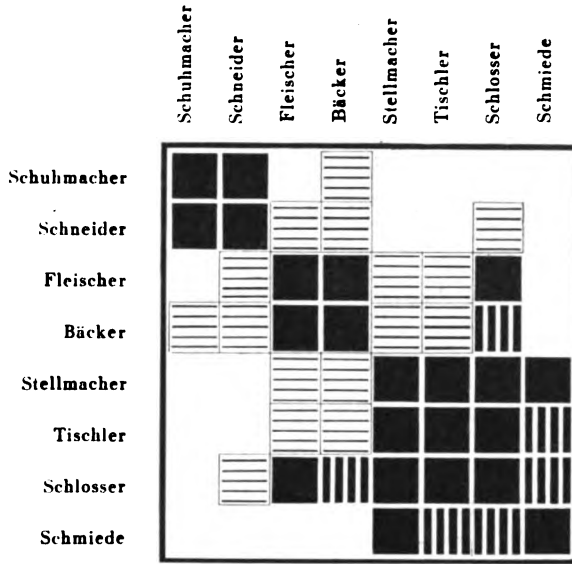 Schuhmacher
Schneider
Fleischer
Bäcker
Stellmacher
Tischler
Schlosser
Schmiede
Schuhmacher
Schneider
Fleischer
Bäcker
Stellmacher
Tischler
Schlosser
Schmiede